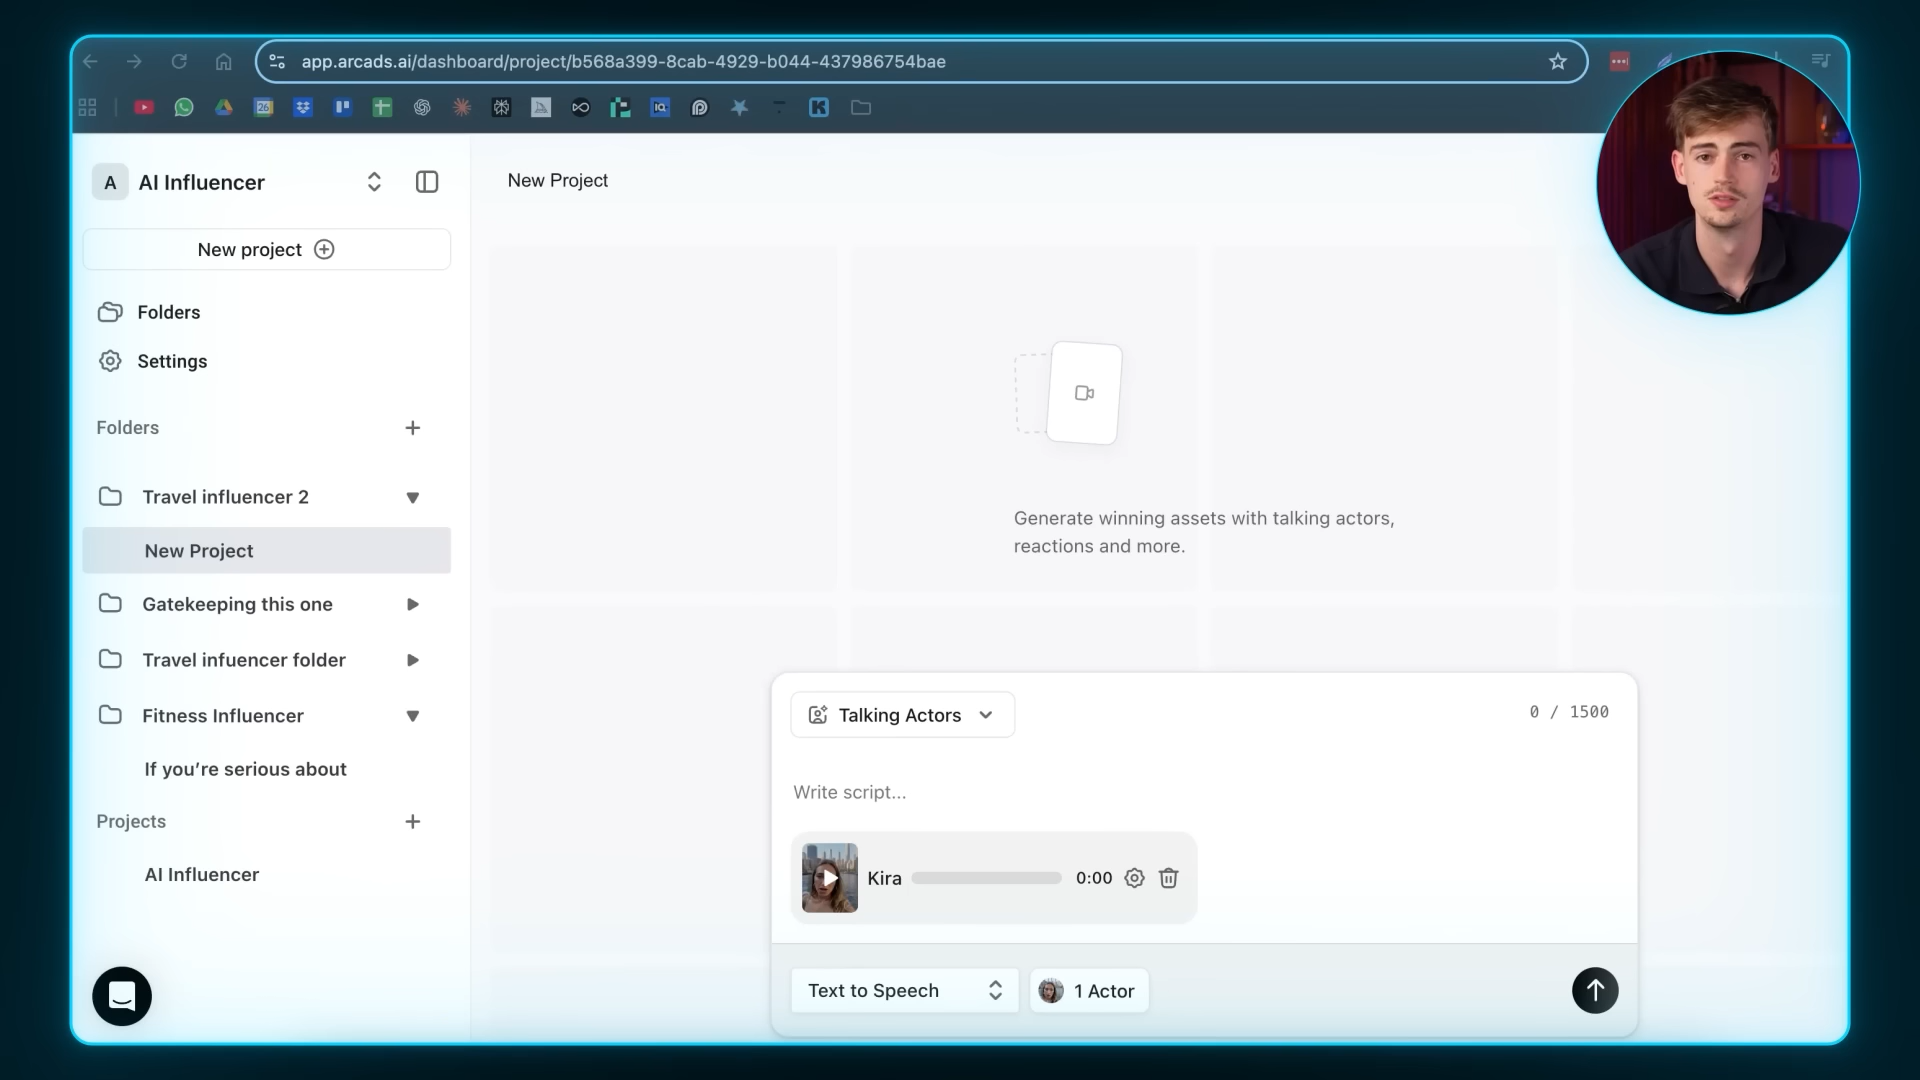 app.arcads.ai/dashboard/project/b568a399-8cab-4929-b044-437986754bae
A AI Influencer
New project
Folders
Settings
Folders
Travel influencer 2
New Project
Gatekeeping this one
Travel infuencer folder
Fitness Influencer
If you’re serious about
Projects
AI Influencer
New Project
Generate winning assets with talking actors,
reactions and more.
Talking Actors
0 / 1500
Write script...
Kira 0:00
Text to Speech
1 Actor